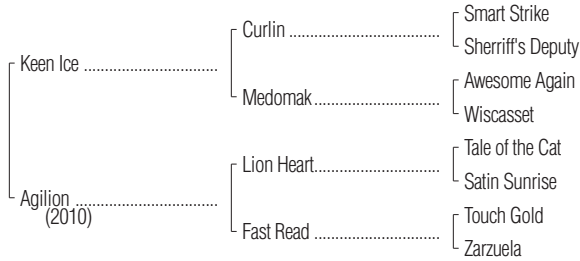 Smart Strike
Curlin
Sherriff's Deputy
Keen Ice
Awesome Again
Medomak
Wiscasset
Tale of the Cat
Lion Heart
Satin Sunrise
Agilion
(2010)
Touch Gold
Fast Read
Zarzuela